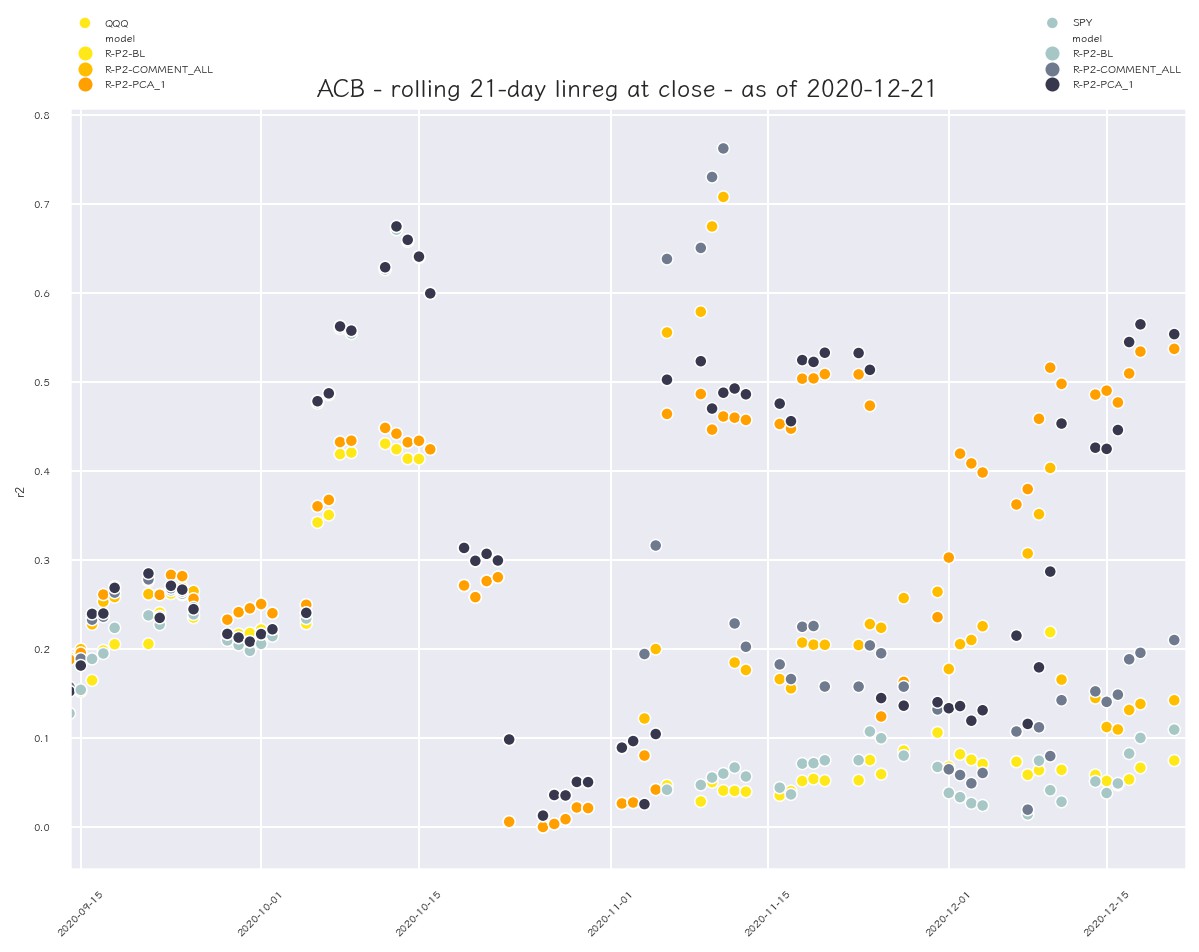 QQQ
model
R-P2-BL
R-P2-COMMENT_ALL
R-P2-PCA_1
SPY
model
R-P2-BL
R-P2-COMMENT_ALL
R-P2-PCA_1
ACB - rolling 21-day linreg at close - as of 2020-12-21
0.8
0.7
0.6
0.5
0.4
0.3
0.2
0.1
0.0
r2
2020-09-15
2020-10-01
2020-10-15
2020-11-01
2020-11-15
2020-12-01
2020-12-15